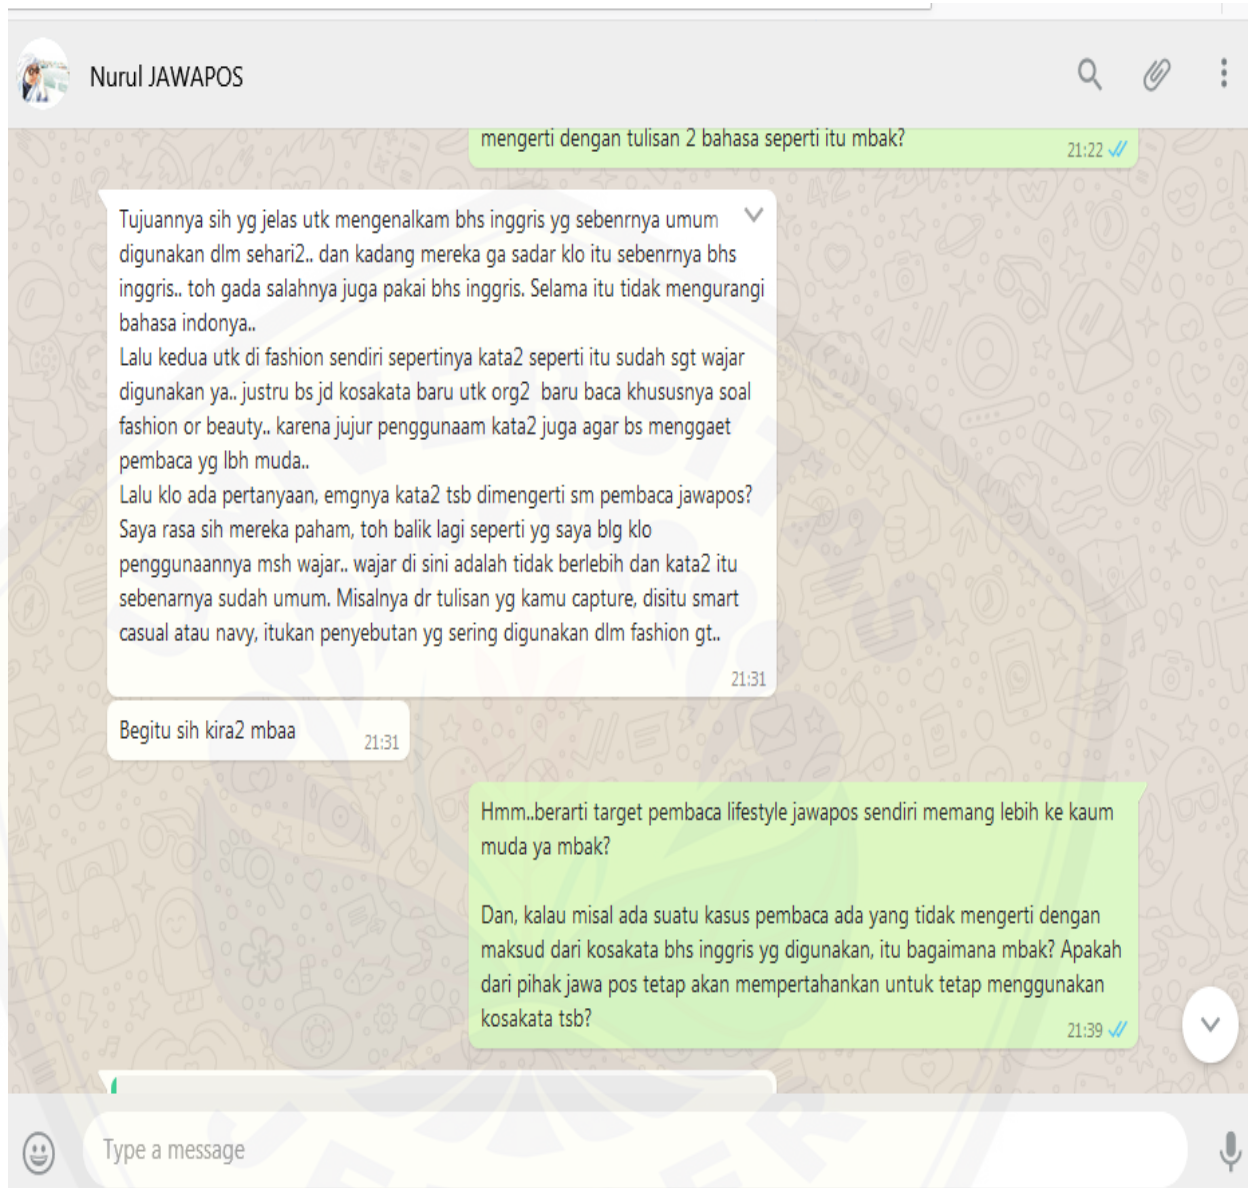 Nurul JAWAPOS
mengerti dengan tulisan 2 bahasa seperti itu mbak?
21:22
Tujuannya sih yg jelas utk mengenalkam bhs inggris yg sebenrnya umum
digunakan dlm sehari2.. dan kadang mereka ga sadar klo itu sebenrnya bhs
inggris.. toh gada salahnya juga pakai bhs inggris. Selama itu tidak mengurangi
bahasa indonya..
Lalu kedua utk di fashion sendiri sepertinya kata2 seperti itu sudah sgt wajar
digunakan ya.. justru bs jd kosakata baru utk org2 baru baca khususnya soal
fashion or beauty.. karena jujur penggunaam kata2 juga agar bs menggaet
pembaca yg lbh muda..
Lalu klo ada pertanyaan, emgnya kata2 tsb dimengerti sm pembaca jawapos?
Saya rasa sih mereka paham, toh balik lagi seperti yg saya blg klo
penggunaannya msh wajar.. wajar di sini adalah tidak berlebih dan kata2 itu
sebenarnya sudah umum. Misalnya dr tulisan yg kamu capture, disitu smart
casual atau navy, itukan penyebutan yg sering digunakan dlm fashion gt..
21:31
Begitu sih kira2 mbaa
21:31
Hmm..berarti target pembaca lifestyle jawapos sendiri memang lebih ke kaum
muda ya mbak?
Dan, kalau misal ada suatu kasus pembaca ada yang tidak mengerti dengan
maksud dari kosakata bhs inggris yg digunakan, itu bagaimana mbak? Apakah
dari pihak jawa pos tetap akan mempertahankan untuk tetap menggunakan
kosakata tsb?
21:39
Type a message
UNIVERSITAS
JEMBER